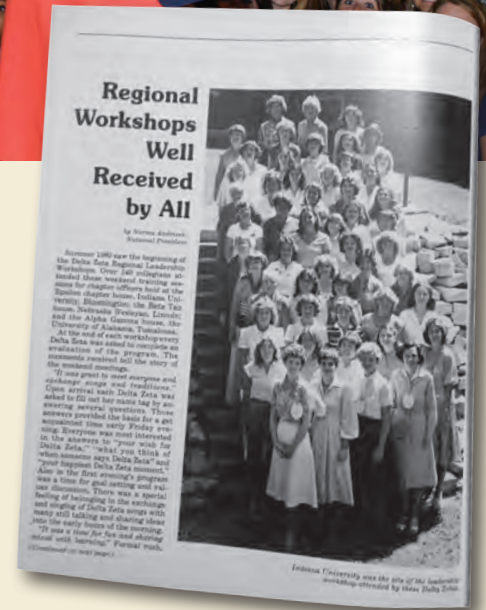 Regional
Workshops
Well
Received
by All
by Norma Andrisek
National President
Summer 1980 saw the beginning of
the Delta Zeta Regional Leadership
Workshops. Over 140 collegians at-
tended these weekend training ses-
sions for chapter officers held at the
Epsilon chapter house, Indiana Uni-
versity, Bloomington; the Beta Tau
house, Nebraska Wesleyan, Lincoln;
and the Alpha Gamma house, the
University of Alabama, Tuscaloosa.
At the end of each workshop every
Delta Zeta was asked to complete an
evaluation of the program. The
comments received tell the story of
the weekend meetings.
"It was great to meet everyone and
exchange songs and traditions."
Upon arrival each Delta Zeta was
asked to fill out her name tag by an-
swering several questions. Those
answers provided the basis for a get
acquainted time early Friday eve-
ning. Everyone was most interested
in the answers to "your wish for
Delta Zeta," "what you think of
when someone says Delta Zeta" and
"your happiest Delta Zeta moment."
Also in the first evening's program
was a time for goal setting and val-
ues discussion. There was a special
feeling of belonging in the exchange
and singing of Delta Zeta songs with
many still talking and sharing ideas
into the early hours of the morning.
"It was a time for fun and sharing
mixed with learning!" Formal rush,
(Continued on next page)
Indiana University was the site of the leadership
workshop attended by these Delta Zetas.